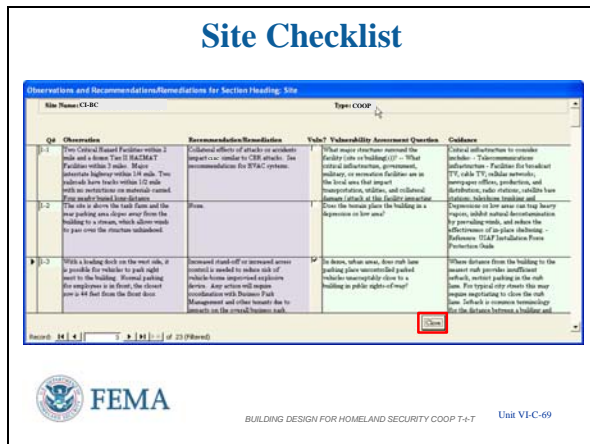 Site Checklist
Observations and Recommendations/Remediations for Section Heading: Site
Site Name: CI-BC Type: COOP
Q# Observation Recommendation/Remediation Vuln? Vulnerability Assessment Question Guidance
1-1
Two Critical Hazard Facilities within 2
mile and a dozen Tier II HAZMAT
Facilities within 3 miles. Major
interstate highway within 1/4 mile. Two
railroads have tracks within 1/2 mile
with no restrictions on materials carried.
Four nearby buried long-distance
Collateral effects of attacks or accidents
impact similar to CBR attacks. See
recommendations for HVAC systems.
What major structures surround the
facility (site or building(s))? -- What
critical infrastructure, government,
military, or recreation facilities are in
the local area that impact
transportation, utilities, and collateral
damage (attack at this facility impacting
Critical infrastructure to consider
includes: - Telecommunications
infrastructure - Facilities for broadcast
TV, cable TV; cellular networks;
newspaper offices, production, and
distribution; radio stations, satellite base
stations; telephone trunking and
1-2
The site is above the tank farm and the
rear parking area slopes away from the
building to a stream, which allows winds
to pass over the structure unhindered.
None.
Does the terrain place the building in a
depression or low area?
Depressions or low areas can trap heavy
vapors, inhibit natural decontamination
by prevailing winds, and reduce the
effectiveness of in-place sheltering. -
Reference: USAF Installation Force
Protection Guide
1-3
With a loading dock on the west side, it
is possible for vehicles to park right
next to the building. Normal parking
for employees is in front, the closest
row is 44 feet from the front door.
Increased stand-off or increased access
control is needed to reduce risk of
vehicle-borne improvised explosive
device. Any action will require
coordination with Business Park
Management and other tenants due to
impacts on the overall business park.
In dense, urban areas, does curb lane
parking place uncontrolled parked
vehicles unacceptably close to a
building in public rights-of-way?
Where distance from the building to the
nearest curb provides insufficient
setback, restrict parking in the curb
lane. For typical city streets this may
require negotiating to close the curb
lane. Setback is common terminology
for the distance between a building and
Close
Record: 3 of 23 (Filtered)
FEMA
BUILDING DESIGN FOR HOMELAND SECURITY COOP T-t-T
Unit VI-C-69